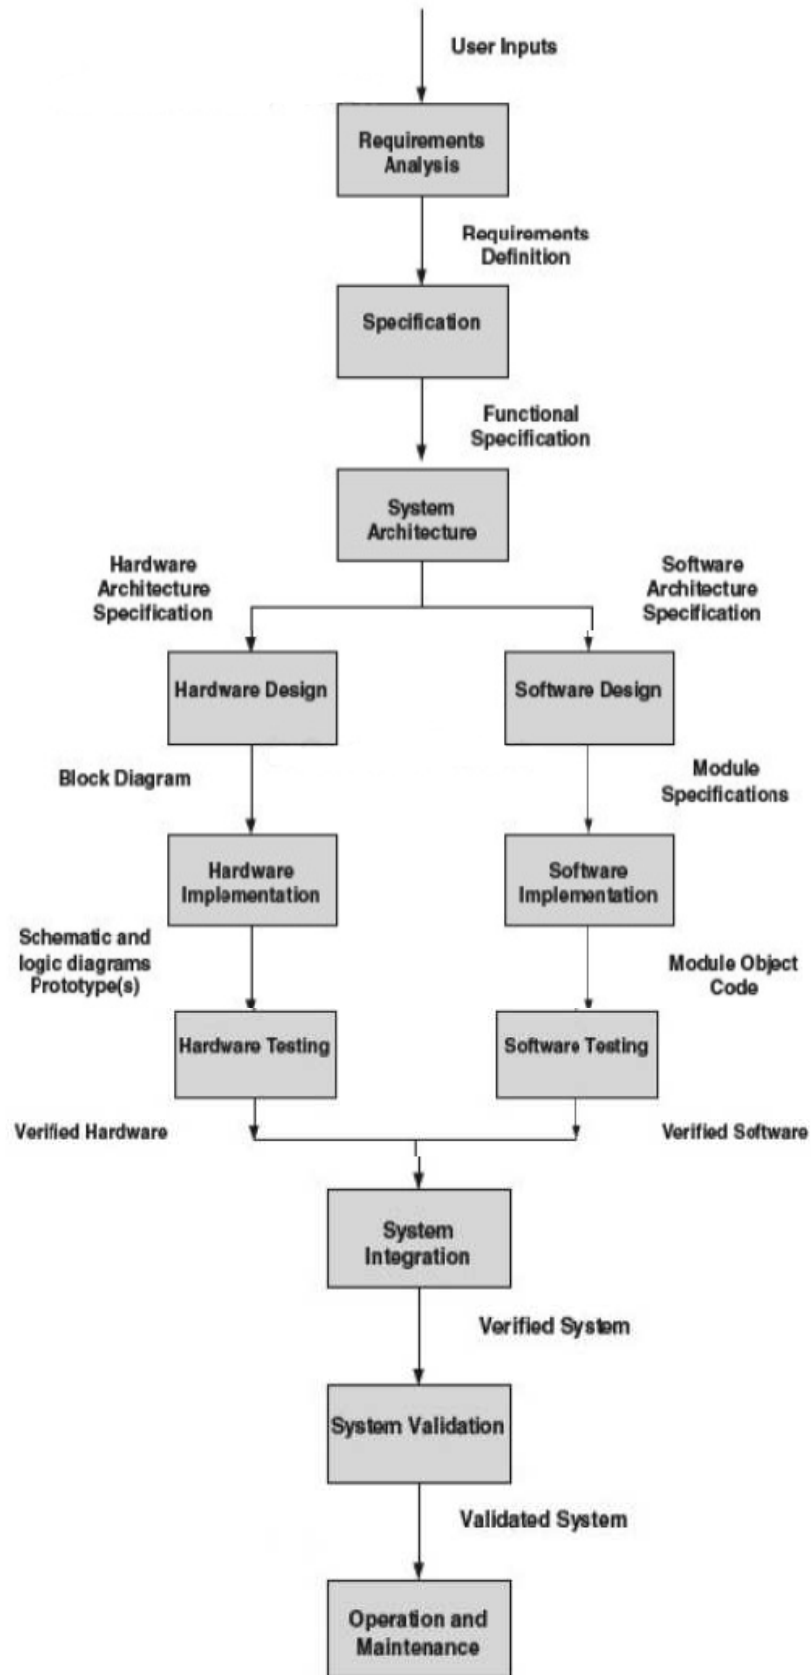 User Inputs
Requirements
Analysis
Requirements
Definition
Specification
Functional
Specification
System
Architecture
Hardware
Architecture
Specification
Software
Architecture
Specification
Hardware Design
Software Design
Block Diagram
Module
Specifications
Hardware
Implementation
Software
Implementation
Schematic and
logic diagrams
Prototype(s)
Module Object
Code
Hardware Testing
Software Testing
Verified Hardware
Verified Software
System
Integration
Verified System
System Validation
Validated System
Operation and
Maintenance